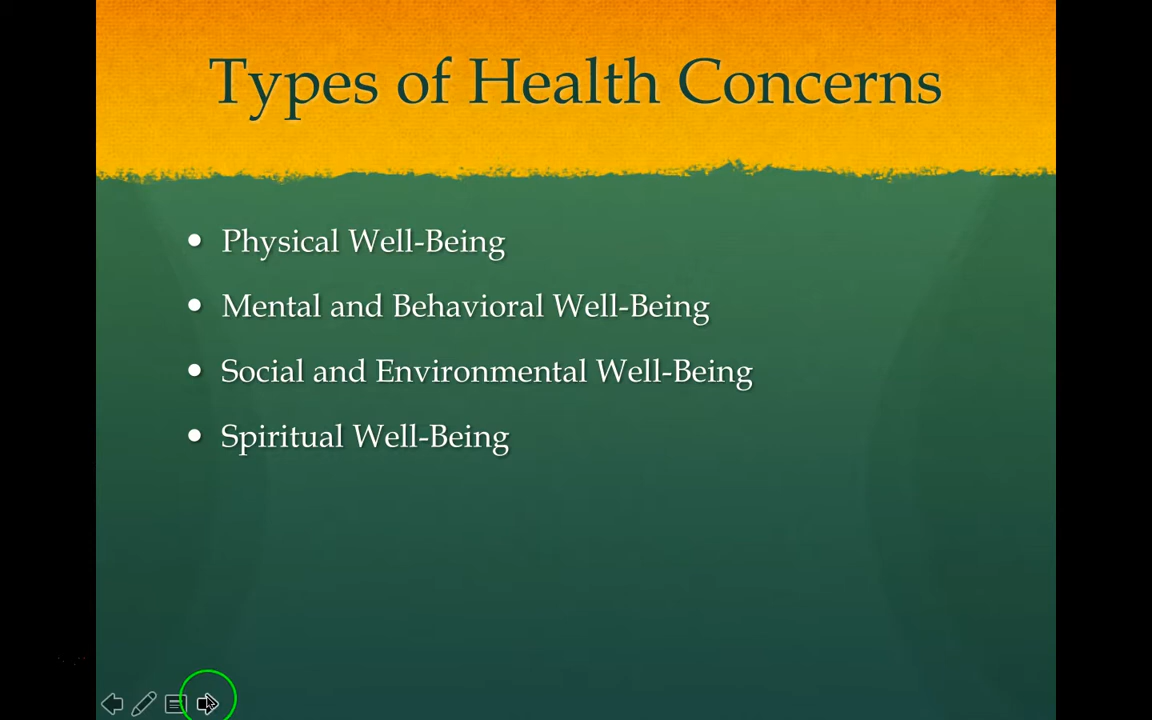 Types of Health Concerns
• Physical Well-Being
• Mental and Behavioral Well-Being
• Social and Environmental Well-Being
• Spiritual Well-Being